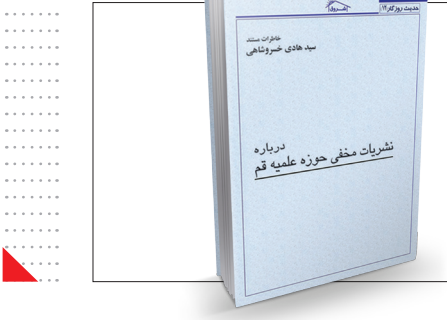 حدیث روزگار/۱۴
خاطرات مستند
سید هادی خسروشاهی
درباره
نشریات مخفی حوزه علمیه قم